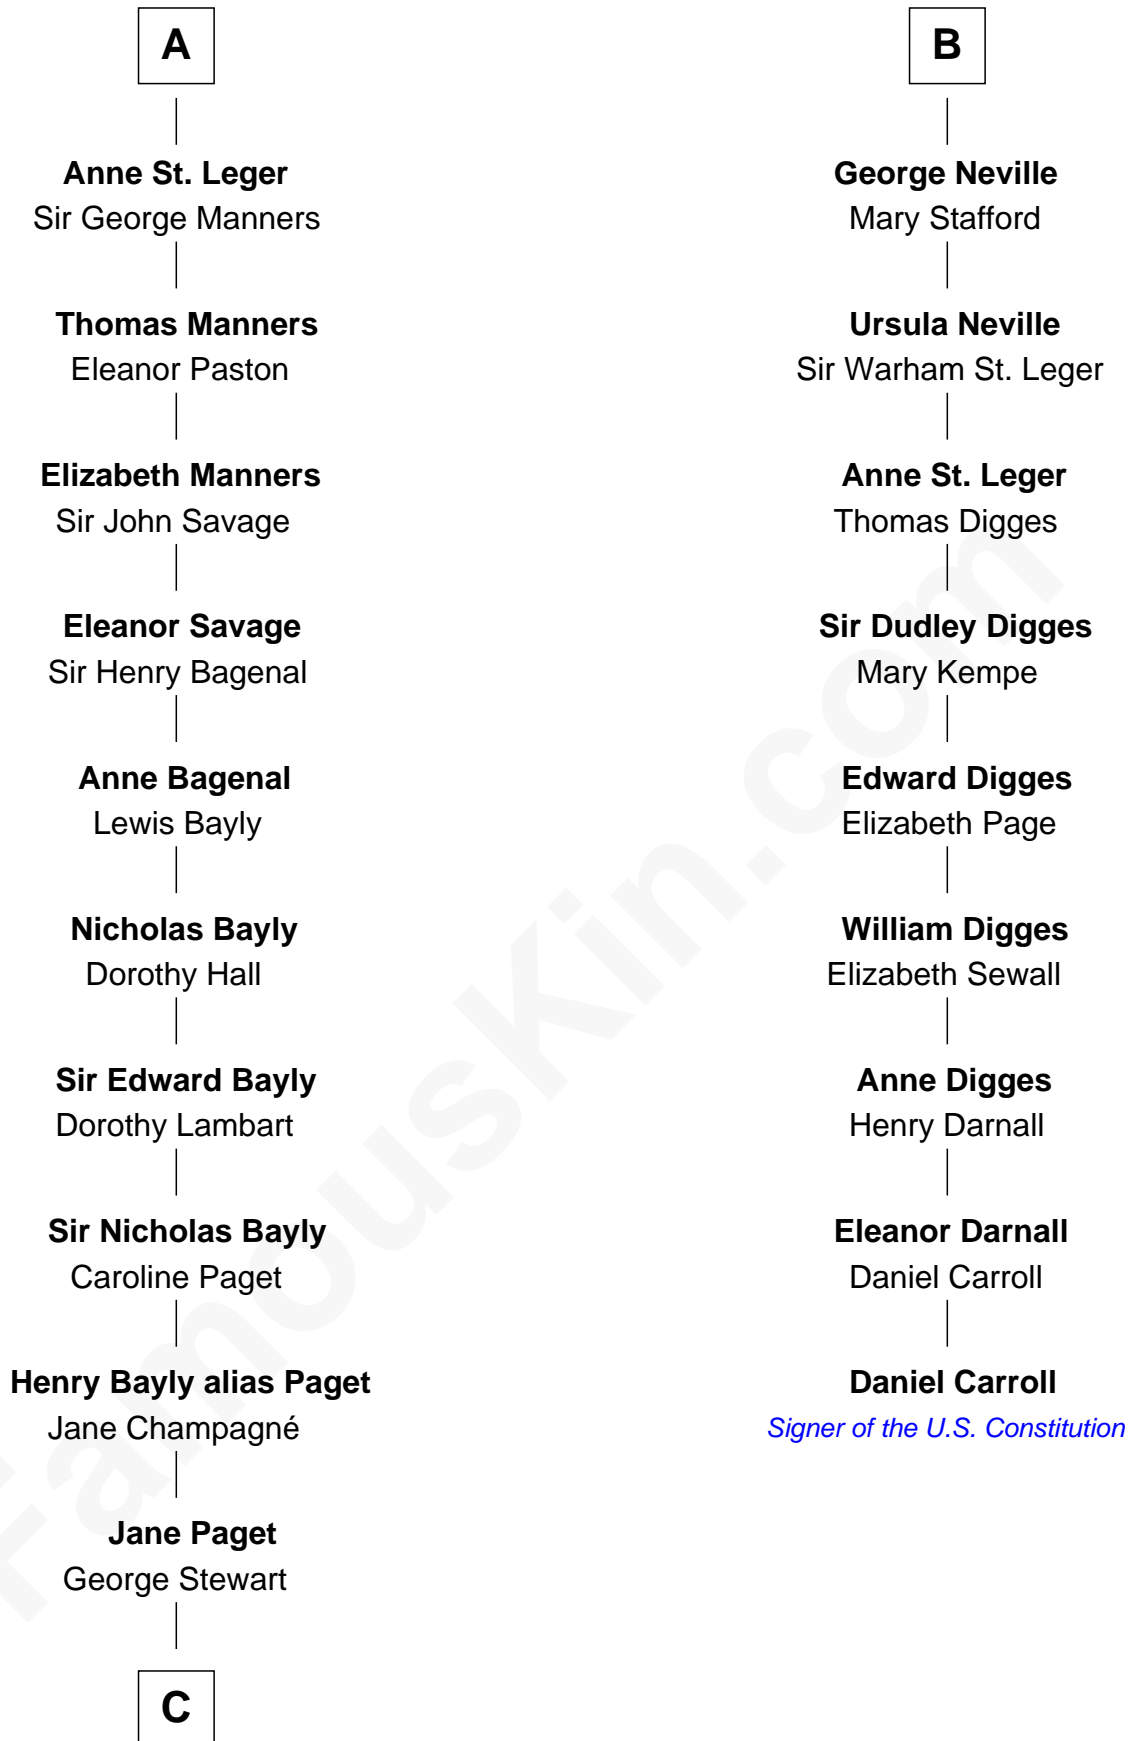 A
Anne St. Leger
Sir George Manners
Thomas Manners
Eleanor Paston
Elizabeth Manners
Sir John Savage
Eleanor Savage
Sir Henry Bagenal
Anne Bagenal
Lewis Bayly
Nicholas Bayly
Dorothy Hall
Sir Edward Bayly
Dorothy Lambart
Sir Nicholas Bayly
Caroline Paget
Henry Bayly alias Paget
Jane Champagné
Jane Paget
George Stewart
C
B
George Neville
Mary Stafford
Ursula Neville
Sir Warham St. Leger
Anne St. Leger
Thomas Digges
Sir Dudley Digges
Mary Kempe
Edward Digges
Elizabeth Page
William Digges
Elizabeth Sewall
Anne Digges
Henry Darnall
Eleanor Darnall
Daniel Carroll
Daniel Carroll
Signer of the U.S. Constitution
FamousKin.com